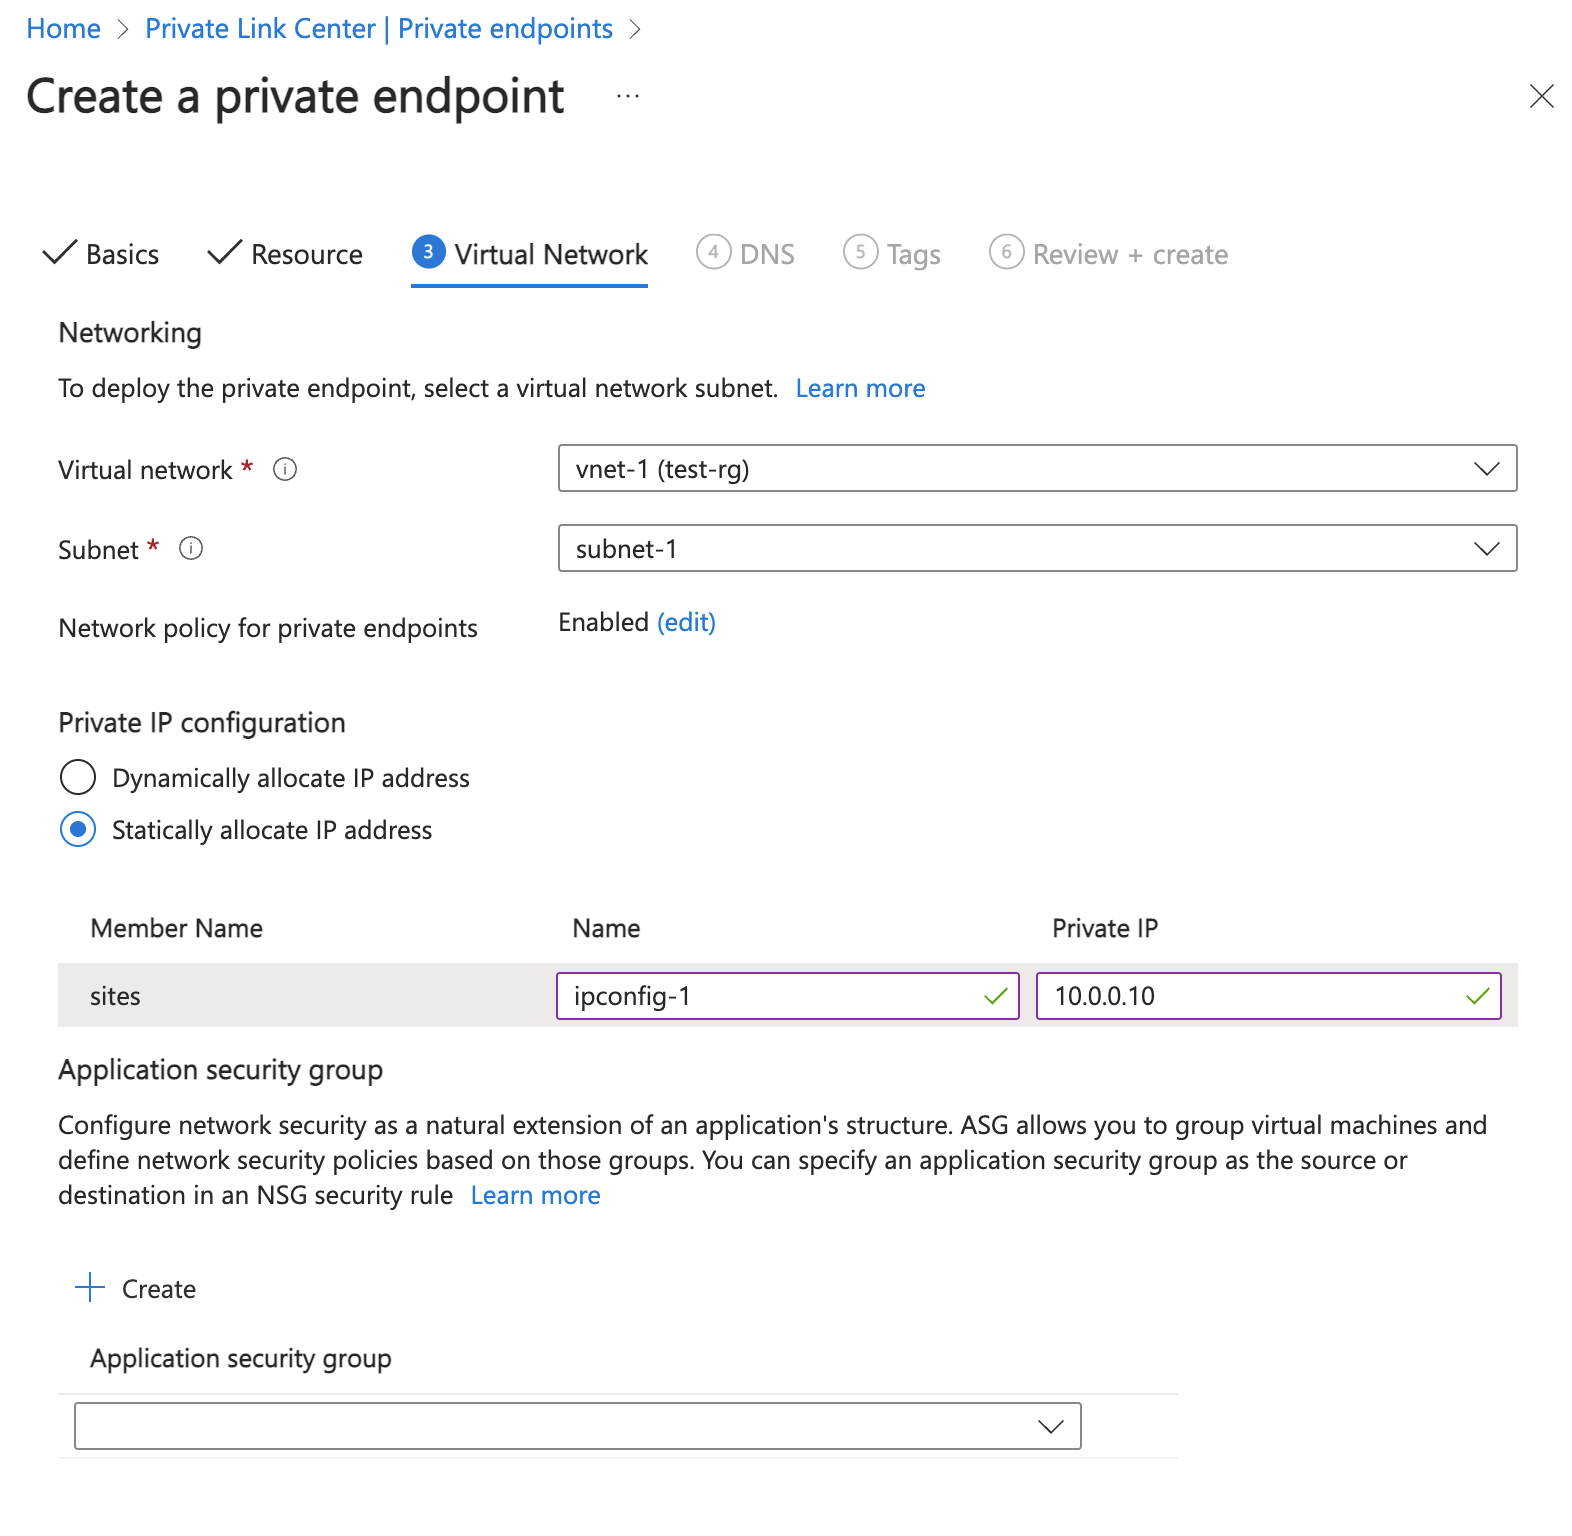 Home > Private Link Center | Private endpoints >
Create a private endpoint ...
Basics Resource 3 Virtual Network 4 DNS 5 Tags 6 Review + create
Networking
To deploy the private endpoint, select a virtual network subnet. Learn more
Virtual network * vnet-1 (test-rg)
Subnet * subnet-1
Network policy for private endpoints Enabled (edit)
Private IP configuration
Dynamically allocate IP address
Statically allocate IP address
Member Name Name Private IP
sites ipconfig-1 10.0.0.10
Application security group
Configure network security as a natural extension of an application's structure. ASG allows you to group virtual machines and
define network security policies based on those groups. You can specify an application security group as the source or
destination in an NSG security rule Learn more
+ Create
Application security group